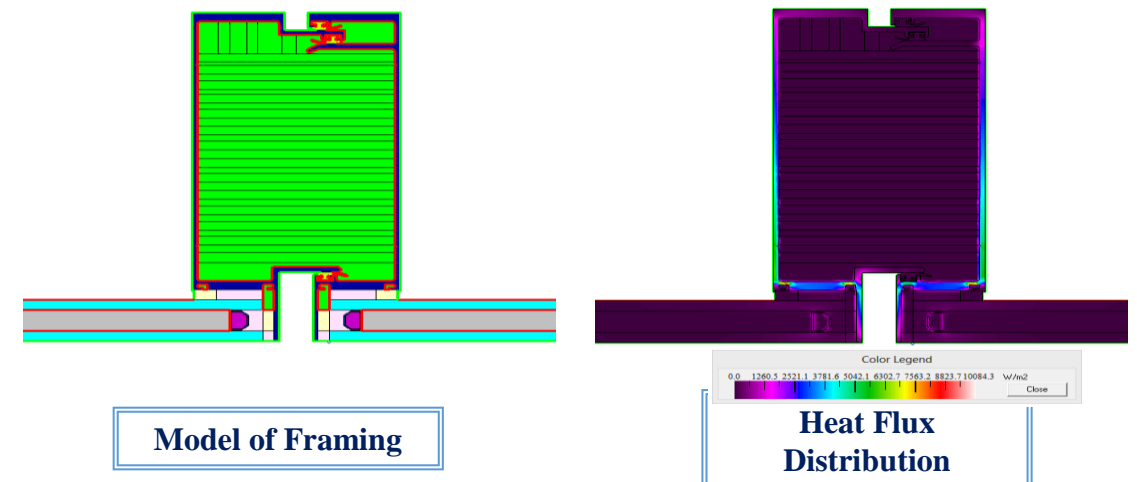 Color Legend
0.0 1260.5 2521.1 3781.6 5042.1 6302.7 7563.2 8823.7 10084.3 W/m2
Close
Model of Framing
Heat Flux
Distribution